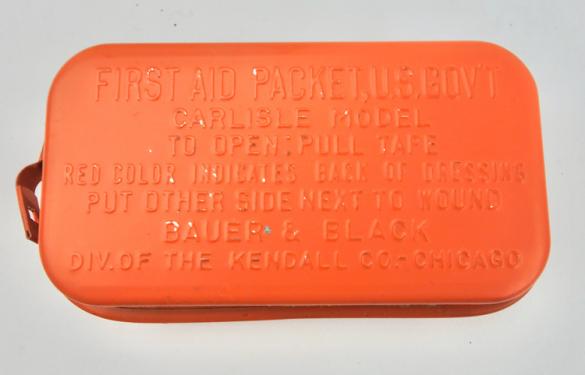 FIRST AID PACKET, U.S. GOV'T
CARLISLE MODEL
TO OPEN: PULL TAPE
RED COLOR INDICATES BACK OF DRESSING
PUT OTHER SIDE NEXT TO WOUND
BAUER & BLACK
DIV. OF THE KENDALL CO.-CHICAGO